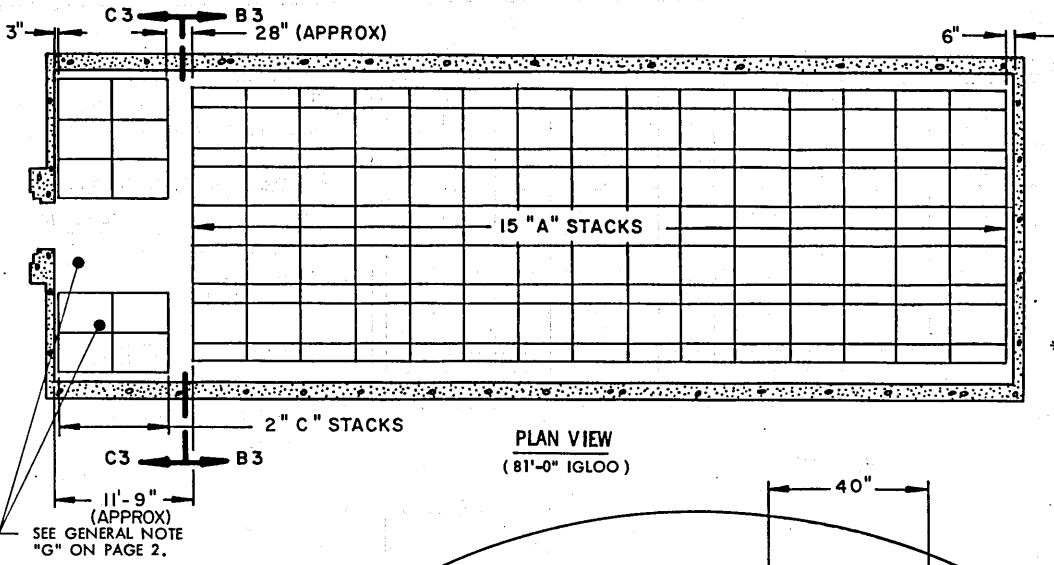 C3 B3
3" 28" (APPROX) 6"
15 "A" STACKS
*
2" C" STACKS
C3 B3
PLAN VIEW
(81'-0" IGLOO)
11'-9"
(APPROX)
40"
SEE GENERAL NOTE
"G" ON PAGE 2.